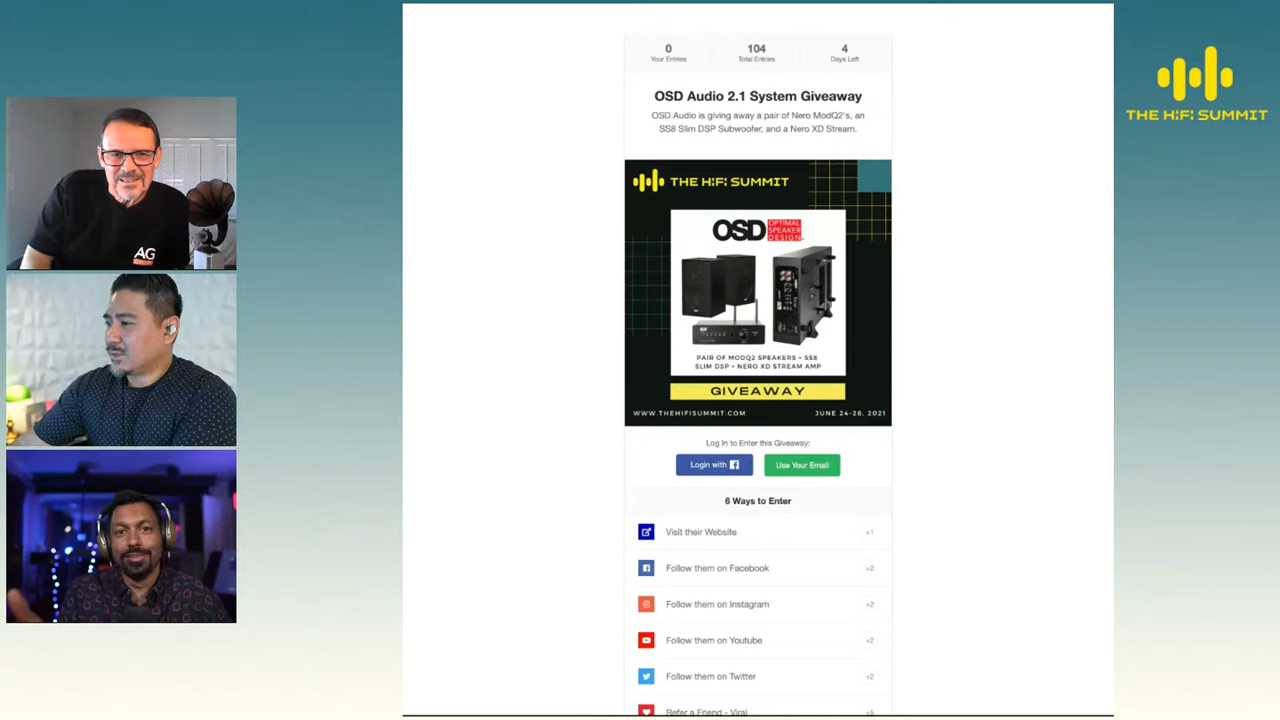 0
Your Entries
104
Total Entries
4
Days Left
OSD Audio 2.1 System Giveaway
OSD Audio is giving away a pair of Nero ModQ2's, an
SS8 Slim DSP Subwoofer, and a Nero XD Stream.
THE HIFI SUMMIT
OSD OPTIMAL
SPEAKER
DESIGN
PAIR OF MODQ2 SPEAKERS + SS8
SLIM DSP + NERO XD STREAM AMP
GIVEAWAY
WWW.THEHIFISUMMIT.COM
JUNE 24-28, 2021
Log In to Enter this Giveaway:
Login with
Use Your Email
6 Ways to Enter
Visit their Website +1
Follow them on Facebook +2
Follow them on Instagram +2
Follow them on Youtube +2
Follow them on Twitter +2
Refer a Friend - Viral +5
THE HIFI SUMMIT
AG